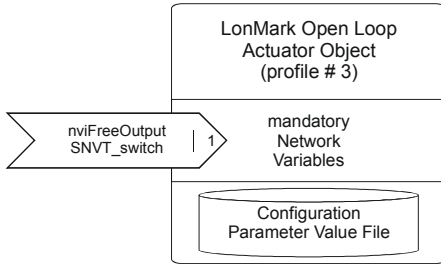 LonMark Open Loop
Actuator Object
(profile # 3)
nviFreeOutput
SNVT_switch
1
mandatory
Network
Variables
Configuration
Parameter Value File